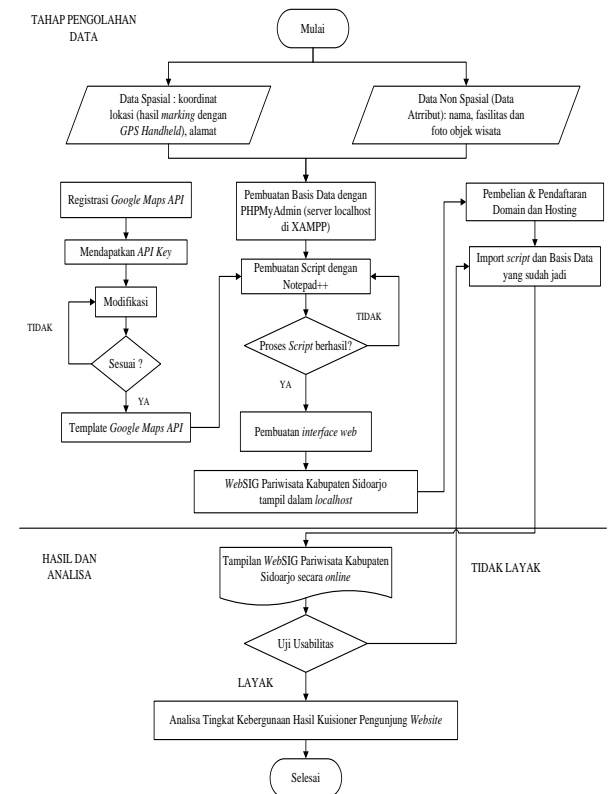 TAHAP PENGOLAHAN
DATA
Mulai
Data Spasial : koordinat
lokasi (hasil marking dengan
GPS Handheld), alamat
Data Non Spasial (Data
Atrribut): nama, fasilitas dan
foto objek wisata
Registrasi Google Maps API
Mendapatkan API Key
Modifikasi
TIDAK
Sesuai ?
YA
Template Google Maps API
Pembuatan Basis Data dengan
PHPMyAdmin (server localhost
di XAMPP)
Pembuatan Script dengan
Notepad++
TIDAK
Proses Script berhasil?
YA
Pembuatan interface web
WebSIG Pariwisata Kabupaten Sidoarjo
tampil dalam localhost
Pembelian & Pendaftaran
Domain dan Hosting
Import script dan Basis Data
yang sudah jadi
HASIL DAN
ANALISA
Tampilan WebSIG Pariwisata Kabupaten
Sidoarjo secara online
TIDAK LAYAK
Uji Usabilitas
LAYAK
Analisa Tingkat Kebergunaan Hasil Kuisioner Pengunjung Website
Selesai